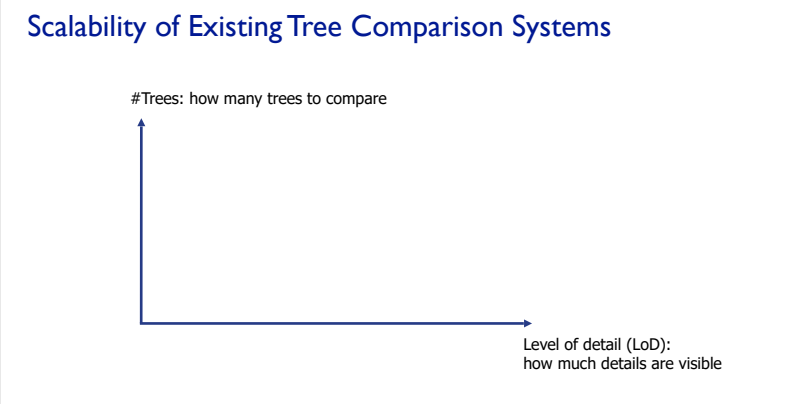 Scalability of Existing Tree Comparison Systems
#Trees: how many trees to compare
Level of detail (LoD):
how much details are visible